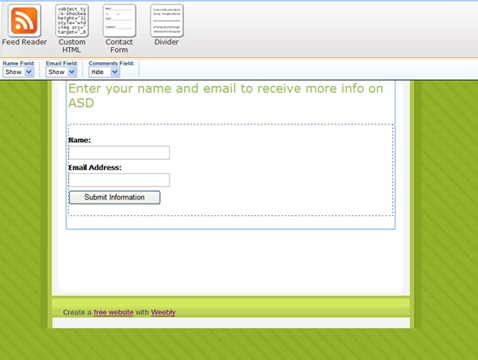 Feed Reader
Custom HTML
Contact Form
Divider
Name Field:
Email Field:
Comments Field:
Show
Show
Hide
Enter your name and email to receive more info on
ASD
Name:
Email Address:
Submit Information
Create a free website with Weebly